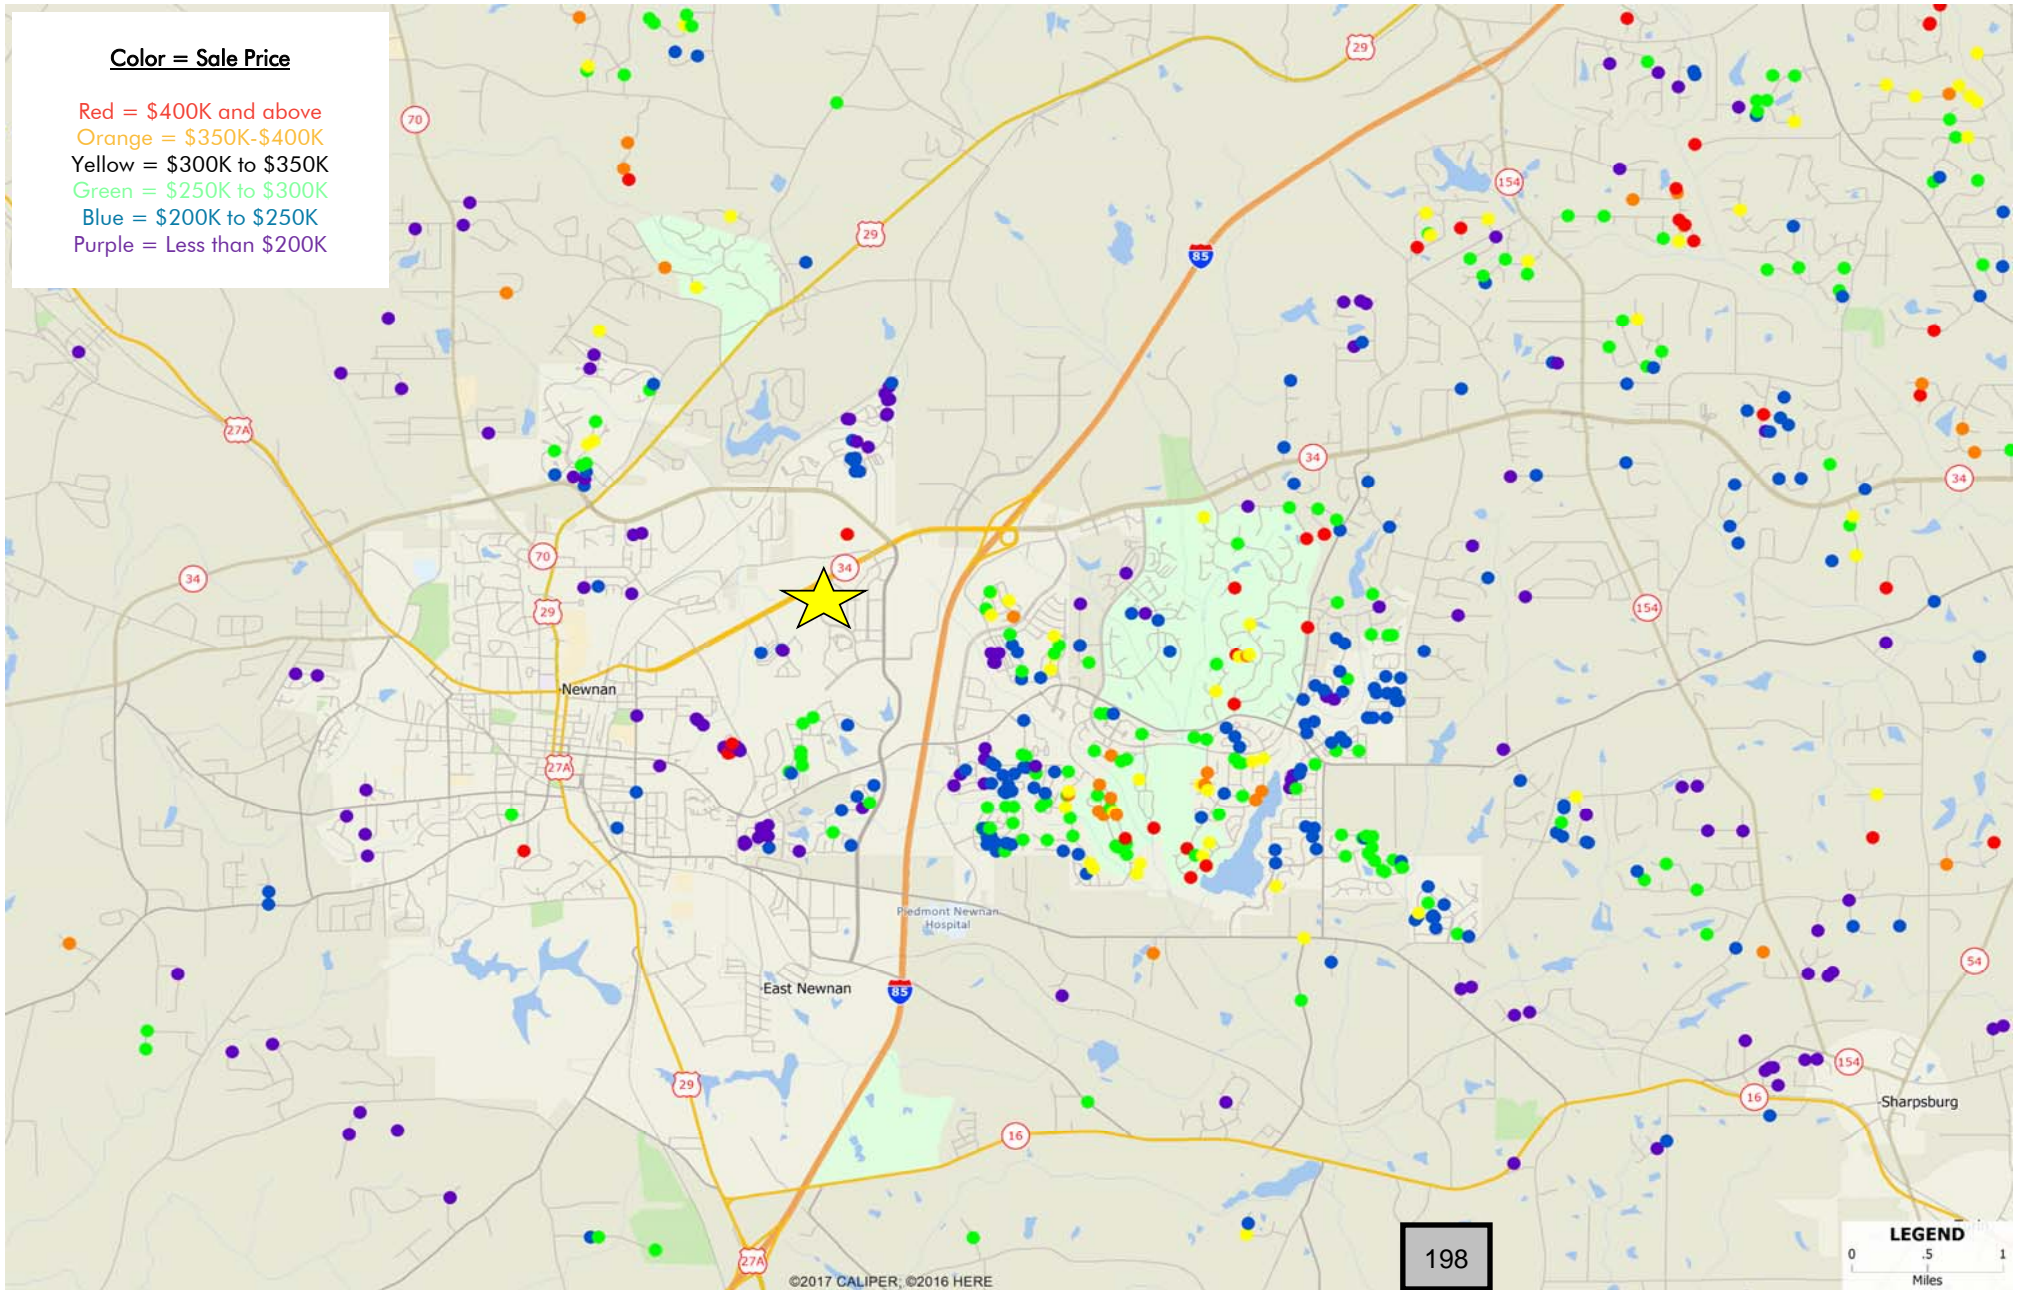 Color = Sale Price
Red = $400K and above
Orange = $350K-$400K
Yellow = $300K to $350K
Green = $250K to $300K
Blue = $200K to $250K
Purple = Less than $200K
29
70
154
29
85
27A
34
34
34
70
34
29
154
Newnan
27A
Piedmont Newnan
Hospital
54
East Newnan
85
29
154
16
Sharpsburg
16
27A
198
LEGEND
0 .5 1
Miles
©2017 CALIPER; ©2016 HERE